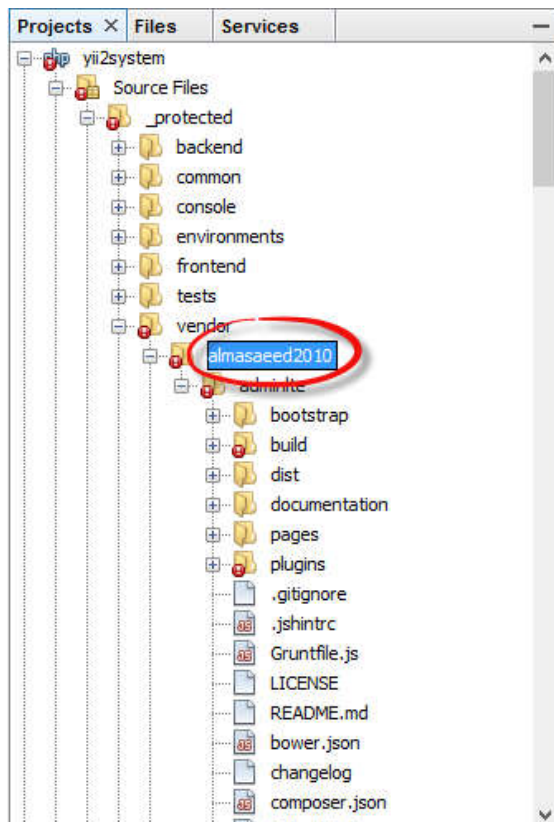 Projects Files Services
yii2system
Source Files
_protected
backend
common
console
environments
frontend
tests
vendor
almasaeed2010
adminlte
bootstrap
build
dist
documentation
pages
plugins
.gitignore
.jshintrc
Gruntfile.js
LICENSE
README.md
bower.json
changelog
composer.json